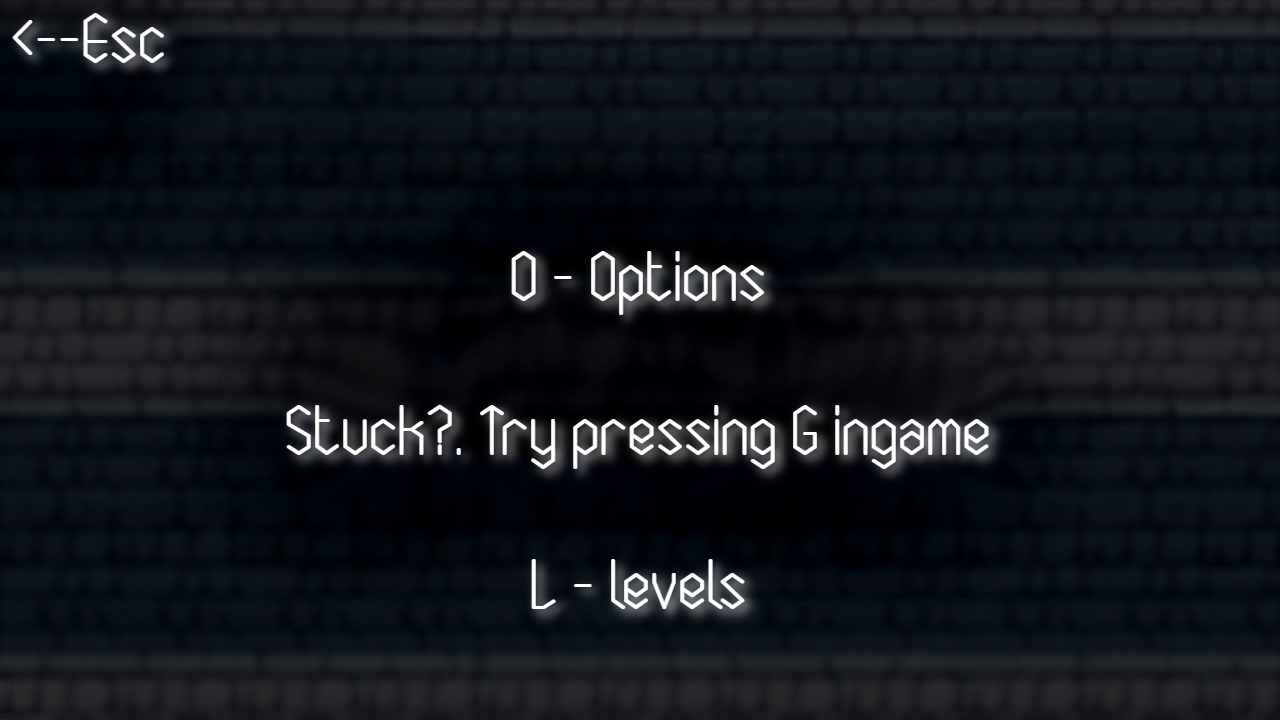 <--Esc
O - Options
Stuck?. Try pressing G ingame
L - levels